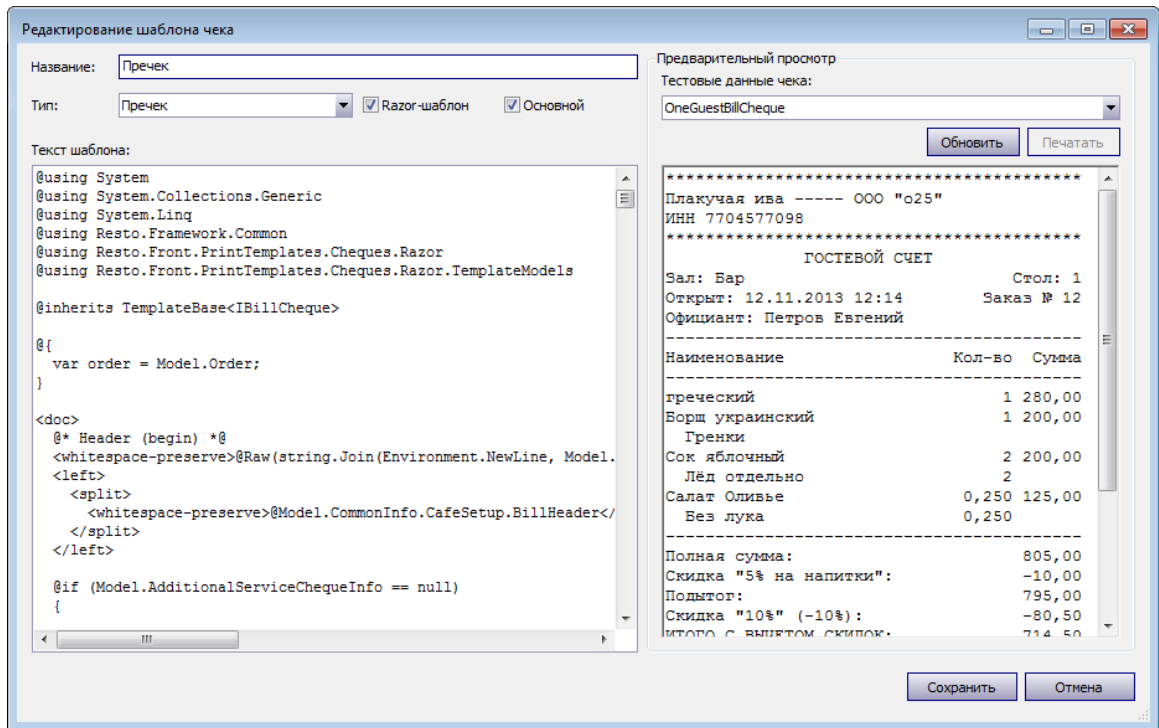 Редактирование шаблона чека
Название: Пречек
Тип: Пречек Razor-шаблон Основной
Текст шаблона:
@using System
@using System.Collections.Generic
@using System.Linq
@using Resto.Framework.Common
@using Resto.Front.PrintTemplates.Cheques.Razor
@using Resto.Front.PrintTemplates.Cheques.Razor.TemplateModels
@inherits TemplateBase<IBillCheque>
@{
var order = Model.Order;
}
<doc>
@* Header (begin) *@
<whitespace-preserve>@Raw(string.Join(Environment.NewLine, Model.
<left>
<split>
<whitespace-preserve>@Model.CommonInfo.CafeSetup.BillHeader</
</split>
</left>
@if (Model.AdditionalServiceChequeInfo == null)
{
Предварительный просмотр
Тестовые данные чека:
OneGuestBillCheque
Обновить Печатать
******************************************
Плакучая ива ----- ООО "о25"
ИНН 7704577098
******************************************
ГОСТЕВОЙ СЧЕТ
Зал: Бар Стол: 1
Открыт: 12.11.2013 12:14 Заказ № 12
Официант: Петров Евгений
------------------------------------------
Наименование Кол-во Сумма
------------------------------------------
греческий 1 280,00
Борщ украинский 1 200,00
Гренки
Сок яблочный 2 200,00
Лёд отдельно 2
Салат Оливье 0,250 125,00
Без лука 0,250
------------------------------------------
Полная сумма: 805,00
Скидка "5% на напитки": -10,00
Подытог: 795,00
Скидка "10%" (-10%): -80,50
ИТОГО С ВЫЧЕТОМ СКИДОК: 714,50
Сохранить Отмена